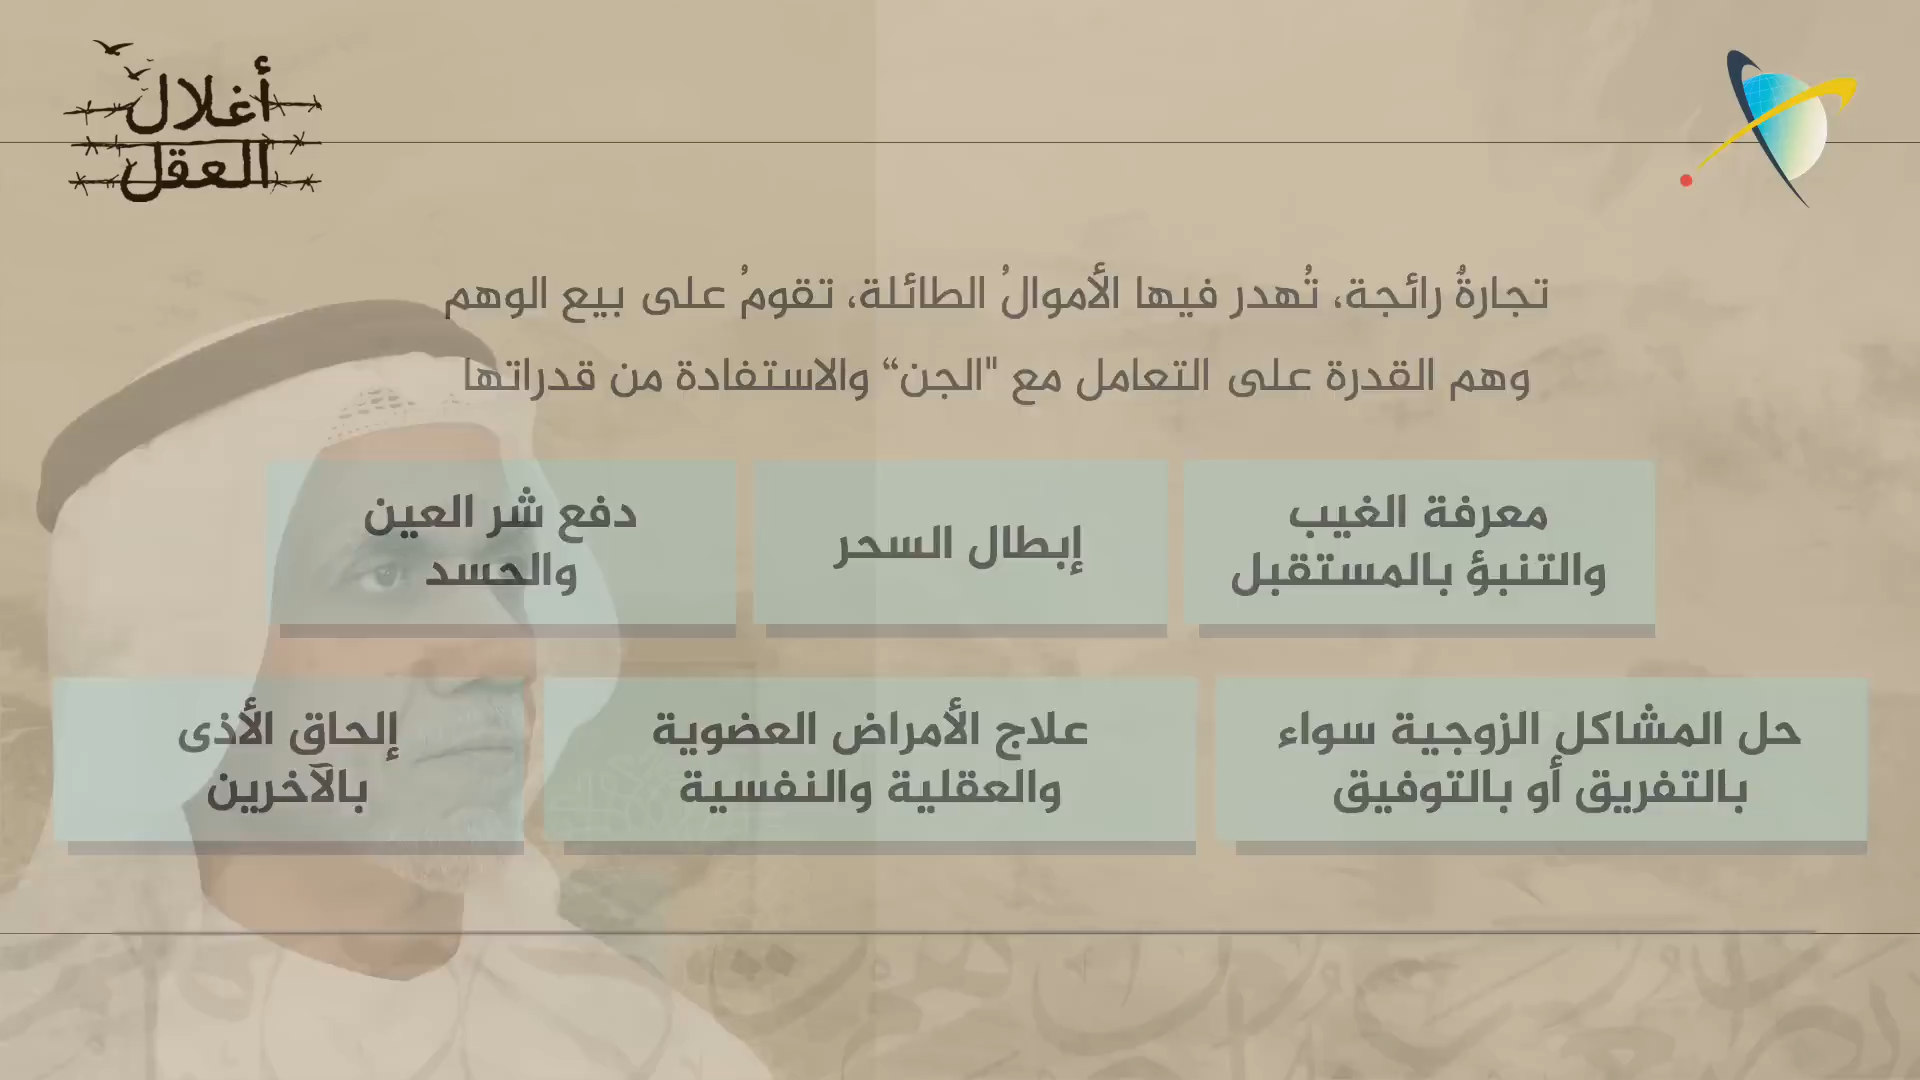 أغلال
العقل
تجارةٌ رائجة، تُهدر فيها الأموالُ الطائلة، تقومُ على بيع الوهم
وهم القدرة على التعامل مع "الجن“ والاستفادة من قدراتها
معرفة الغيب
والتنبؤ بالمستقبل
إبطال السحر
دفع شر العين
والحسد
حل المشاكل الزوجية سواء
بالتفريق أو بالتوفيق
علاج الأمراض العضوية
والعقلية والنفسية
إلحاق الأذى
بالآخرين